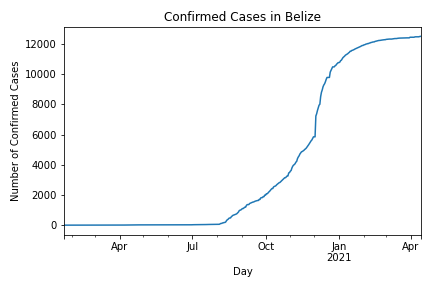 Confirmed Cases in Belize
Number of Confirmed Cases
12000
10000
8000
6000
4000
2000
0
Apr
Jul
Oct
Jan
2021
Apr
Day